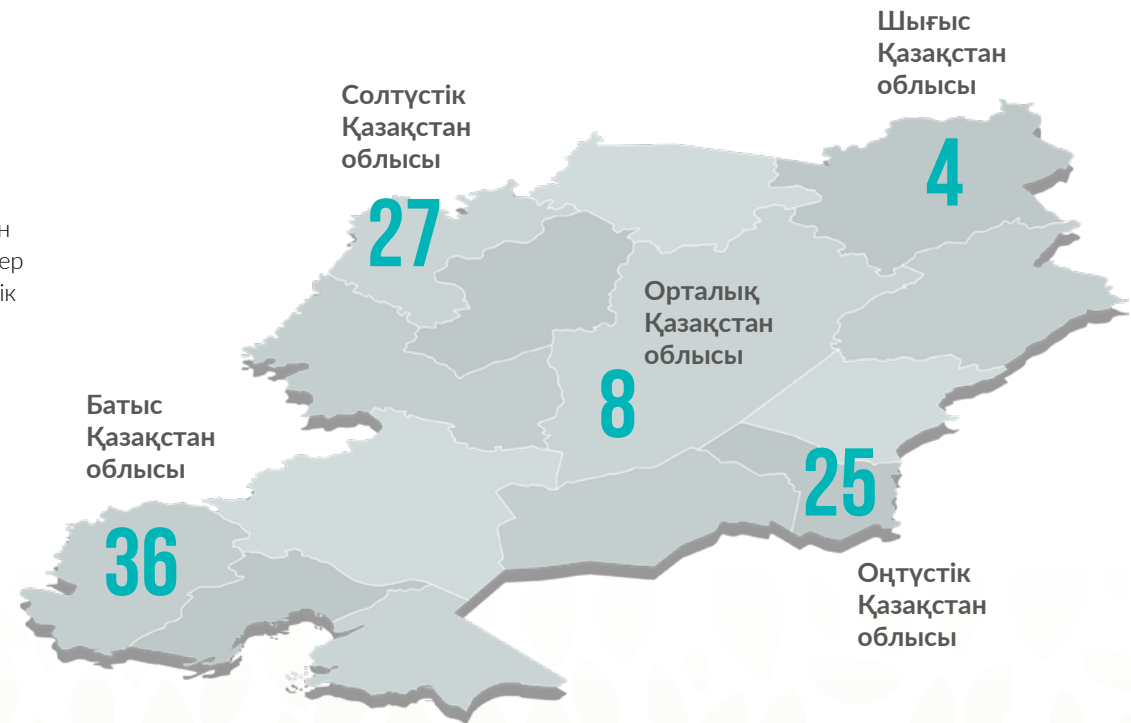 Шығыс
Қазақстан
облысы
4
Солтүстік
Қазақстан
облысы
27
Орталық
Қазақстан
облысы
8
Батыс
Қазақстан
облысы
36
25
Оңтүстік
Қазақстан
облысы